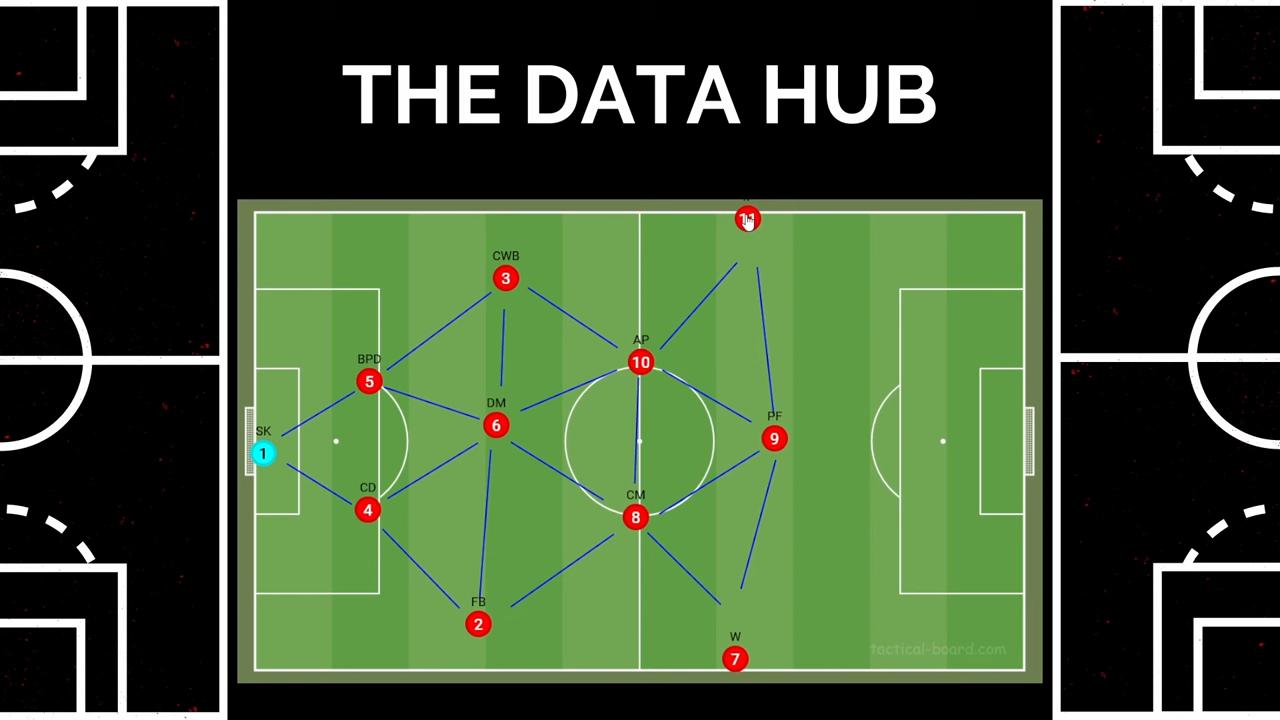 THE DATA HUB
11
CWB
3
AP
10
BPD
5
DM
6
PF
9
SK
1
CD
4
CM
8
FB
2
W
7
tactical-board.com